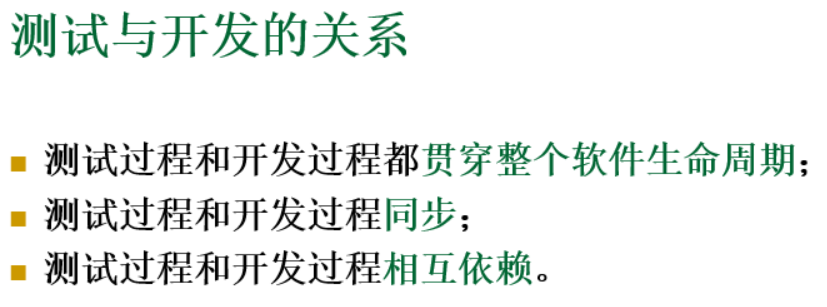 测试与开发的关系
测试过程和开发过程都贯穿整个软件生命周期；
测试过程和开发过程同步；
测试过程和开发过程相互依赖。